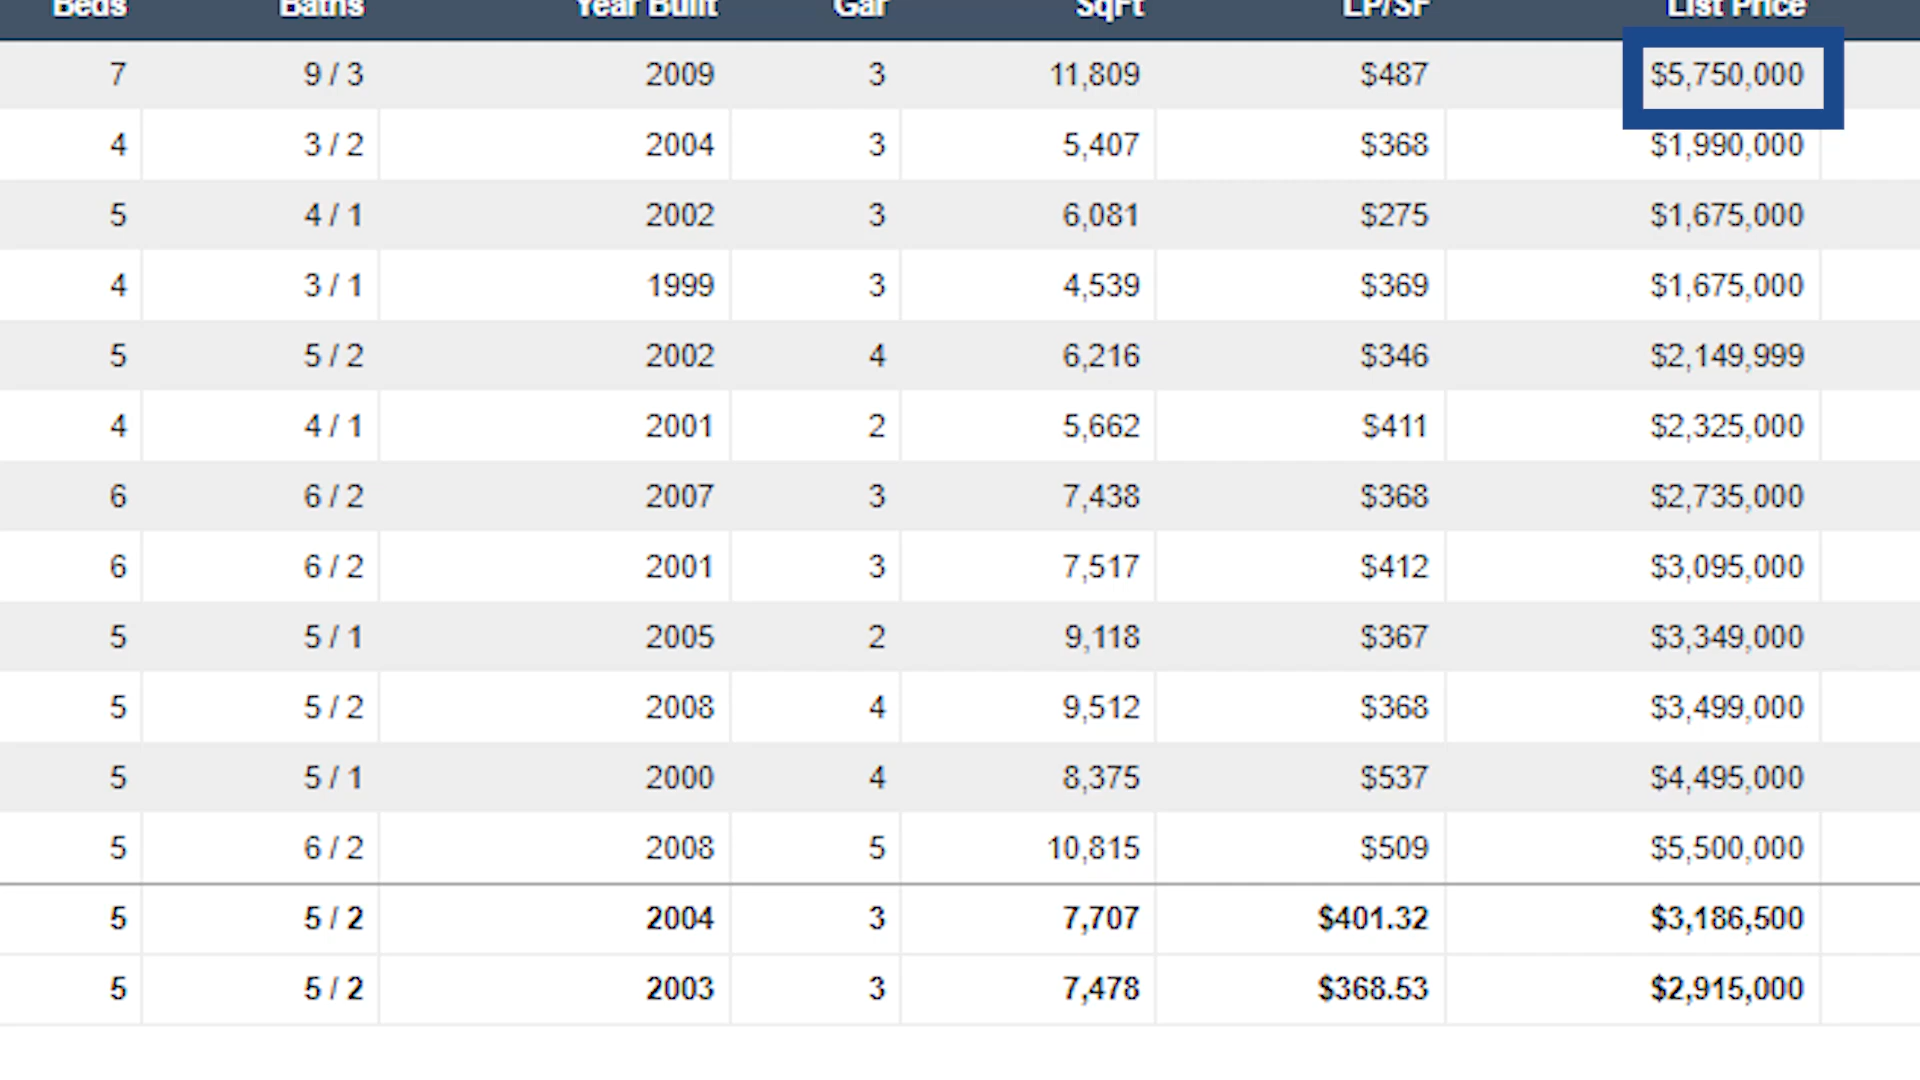 Beds Baths Year Built Gar SqFt LP/SF List Price
7 9 / 3 2009 3 11,809 $487 $5,750,000
4 3 / 2 2004 3 5,407 $368 $1,990,000
5 4 / 1 2002 3 6,081 $275 $1,675,000
4 3 / 1 1999 3 4,539 $369 $1,675,000
5 5 / 2 2002 4 6,216 $346 $2,149,999
4 4 / 1 2001 2 5,662 $411 $2,325,000
6 6 / 2 2007 3 7,438 $368 $2,735,000
6 6 / 2 2001 3 7,517 $412 $3,095,000
5 5 / 1 2005 2 9,118 $367 $3,349,000
5 5 / 2 2008 4 9,512 $368 $3,499,000
5 5 / 1 2000 4 8,375 $537 $4,495,000
5 6 / 2 2008 5 10,815 $509 $5,500,000
5 5 / 2 2004 3 7,707 $401.32 $3,186,500
5 5 / 2 2003 3 7,478 $368.53 $2,915,000